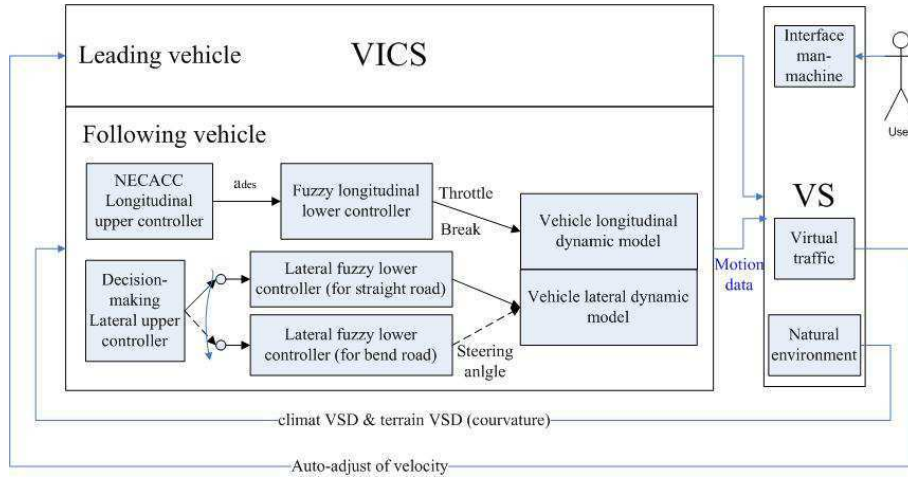 Leading vehicle
VICS
Interface
man-
machine
User
Following vehicle
NECACC
Longitudinal
upper controller
ades
Fuzzy longitudinal
lower controller
Throttle
Break
Vehicle longitudinal
dynamic model
VS
Virtual
traffic
Motion
data
Decision-
making
Lateral upper
controller
Lateral fuzzy lower
controller (for straight road)
Vehicle lateral dynamic
model
Lateral fuzzy lower
controller (for bend road)
Steering
anlgle
Natural
environment
climat VSD & terrain VSD (courvature)
Auto-adjust of velocity